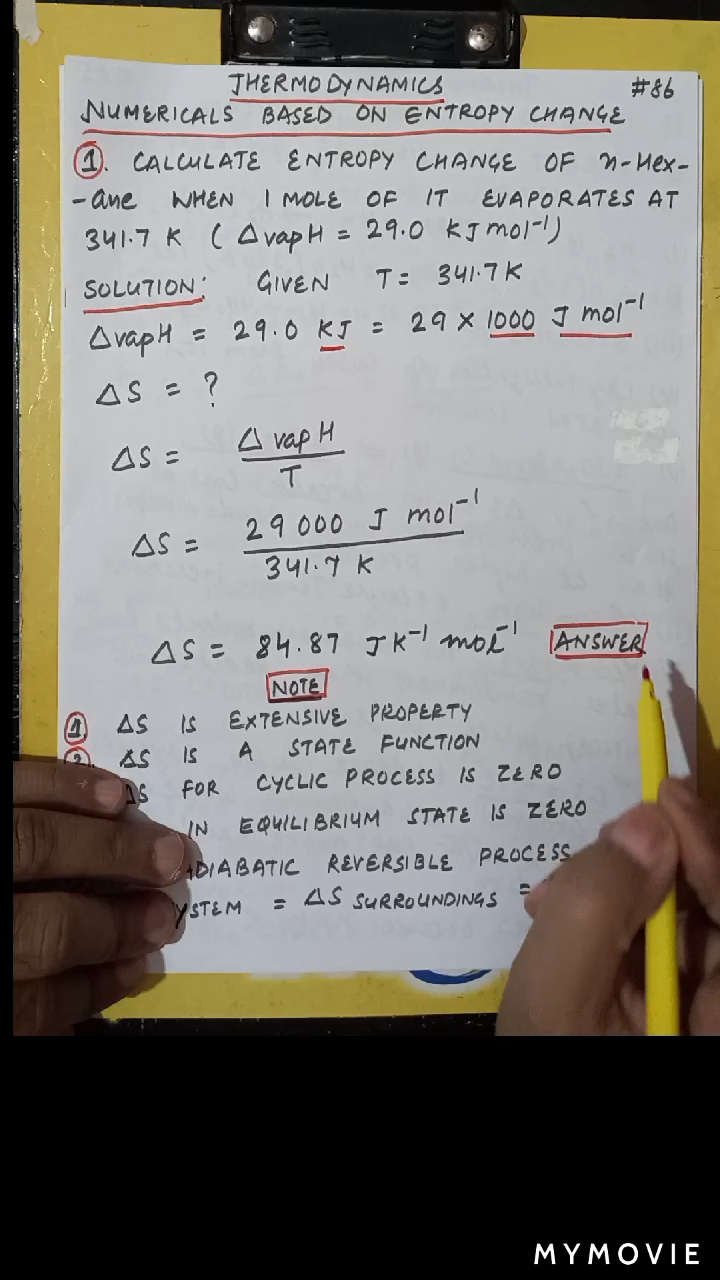 THERMODYNAMICS #86
NUMERICALS BASED ON ENTROPY CHANGE
1. CALCULATE ENTROPY CHANGE OF n-Hex-
-ane WHEN 1 MOLE OF IT EVAPORATES AT
341.7 K (ΔvapH = 29.0 KJ mol⁻¹)
SOLUTION: GIVEN T = 341.7 K
ΔvapH = 29.0 KJ = 29 × 1000 J mol⁻¹
ΔS = ?
ΔS = ΔvapH
T
ΔS = 29000 J mol⁻¹
341.7 K
ΔS = 84.87 JK⁻¹ mol⁻¹ ANSWER
NOTE
1 ΔS IS EXTENSIVE PROPERTY
2. ΔS IS A STATE FUNCTION
ΔS FOR CYCLIC PROCESS IS ZERO
IN EQUILIBRIUM STATE IS ZERO
ADIABATIC REVERSIBLE PROCESS
YSTEM = ΔS SURROUNDINGS =
MYMOVIE